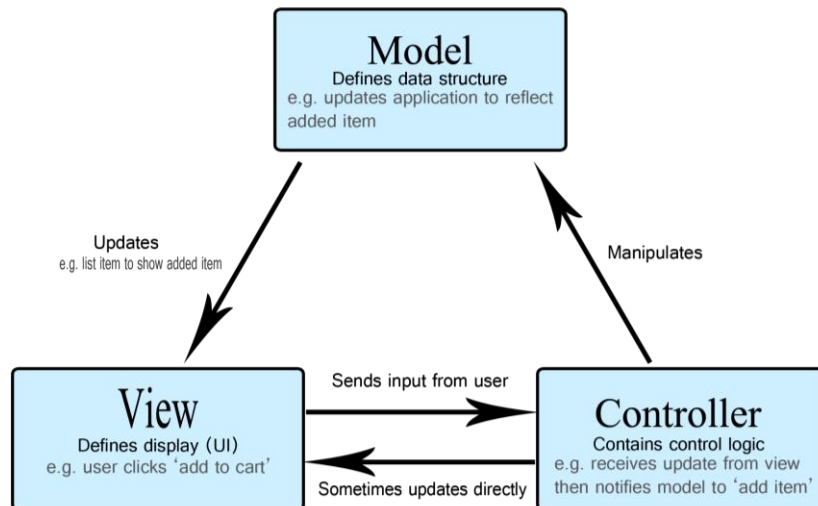 Model
Defines data structure
e.g. updates application to reflect
added item
Updates
e.g. list item to show added item
Manipulates
View
Defines display (UI)
e.g. user clicks ‘add to cart’
Sends input from user
Sometimes updates directly
Controller
Contains control logic
e.g. receives update from view
then notifies model to ‘add item’